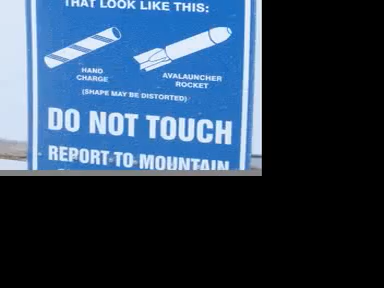 THAT LOOK LIKE THIS:
HAND
CHARGE
AVALAUNCHER
ROCKET
(SHAPE MAY BE DISTORTED)
DO NOT TOUCH
REPORT TO MOUNTAIN